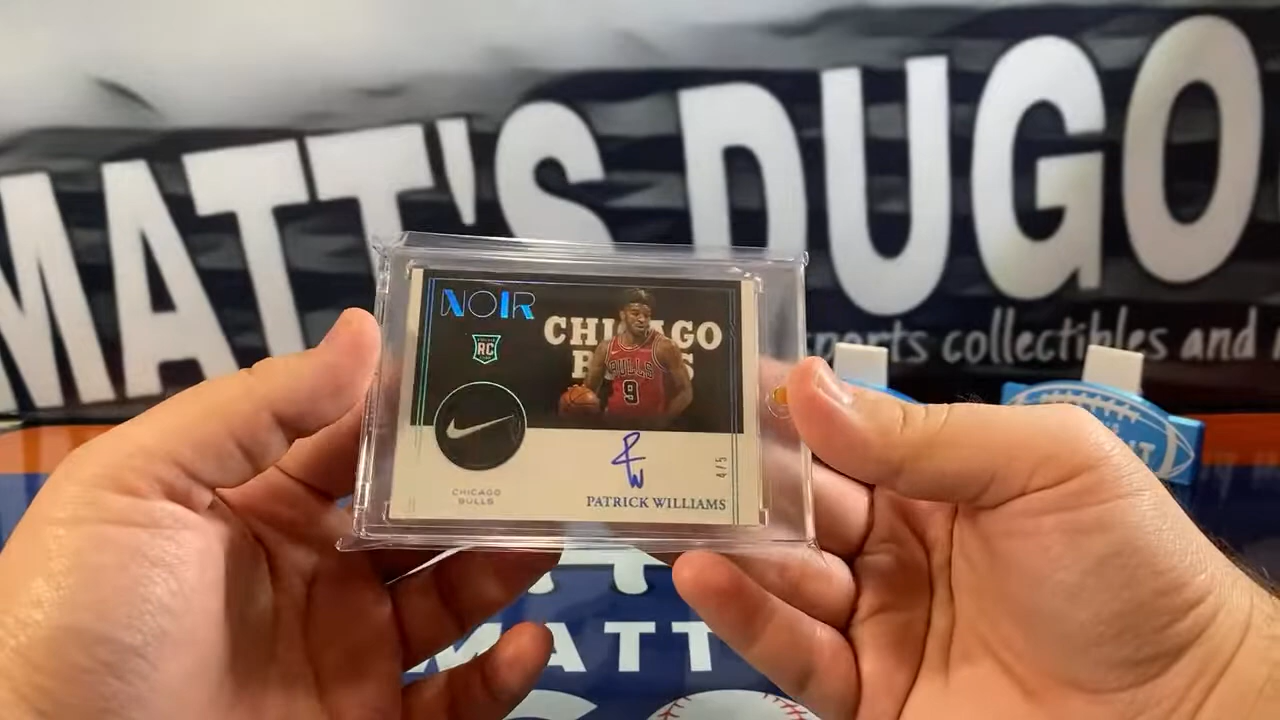 MATT'S DUGO
sports collectibles and
NOIR
RC
CHICAGO
BULLS
9
4/5
PATRICK WILLIAMS
CHICAGO
BULLS
MATT